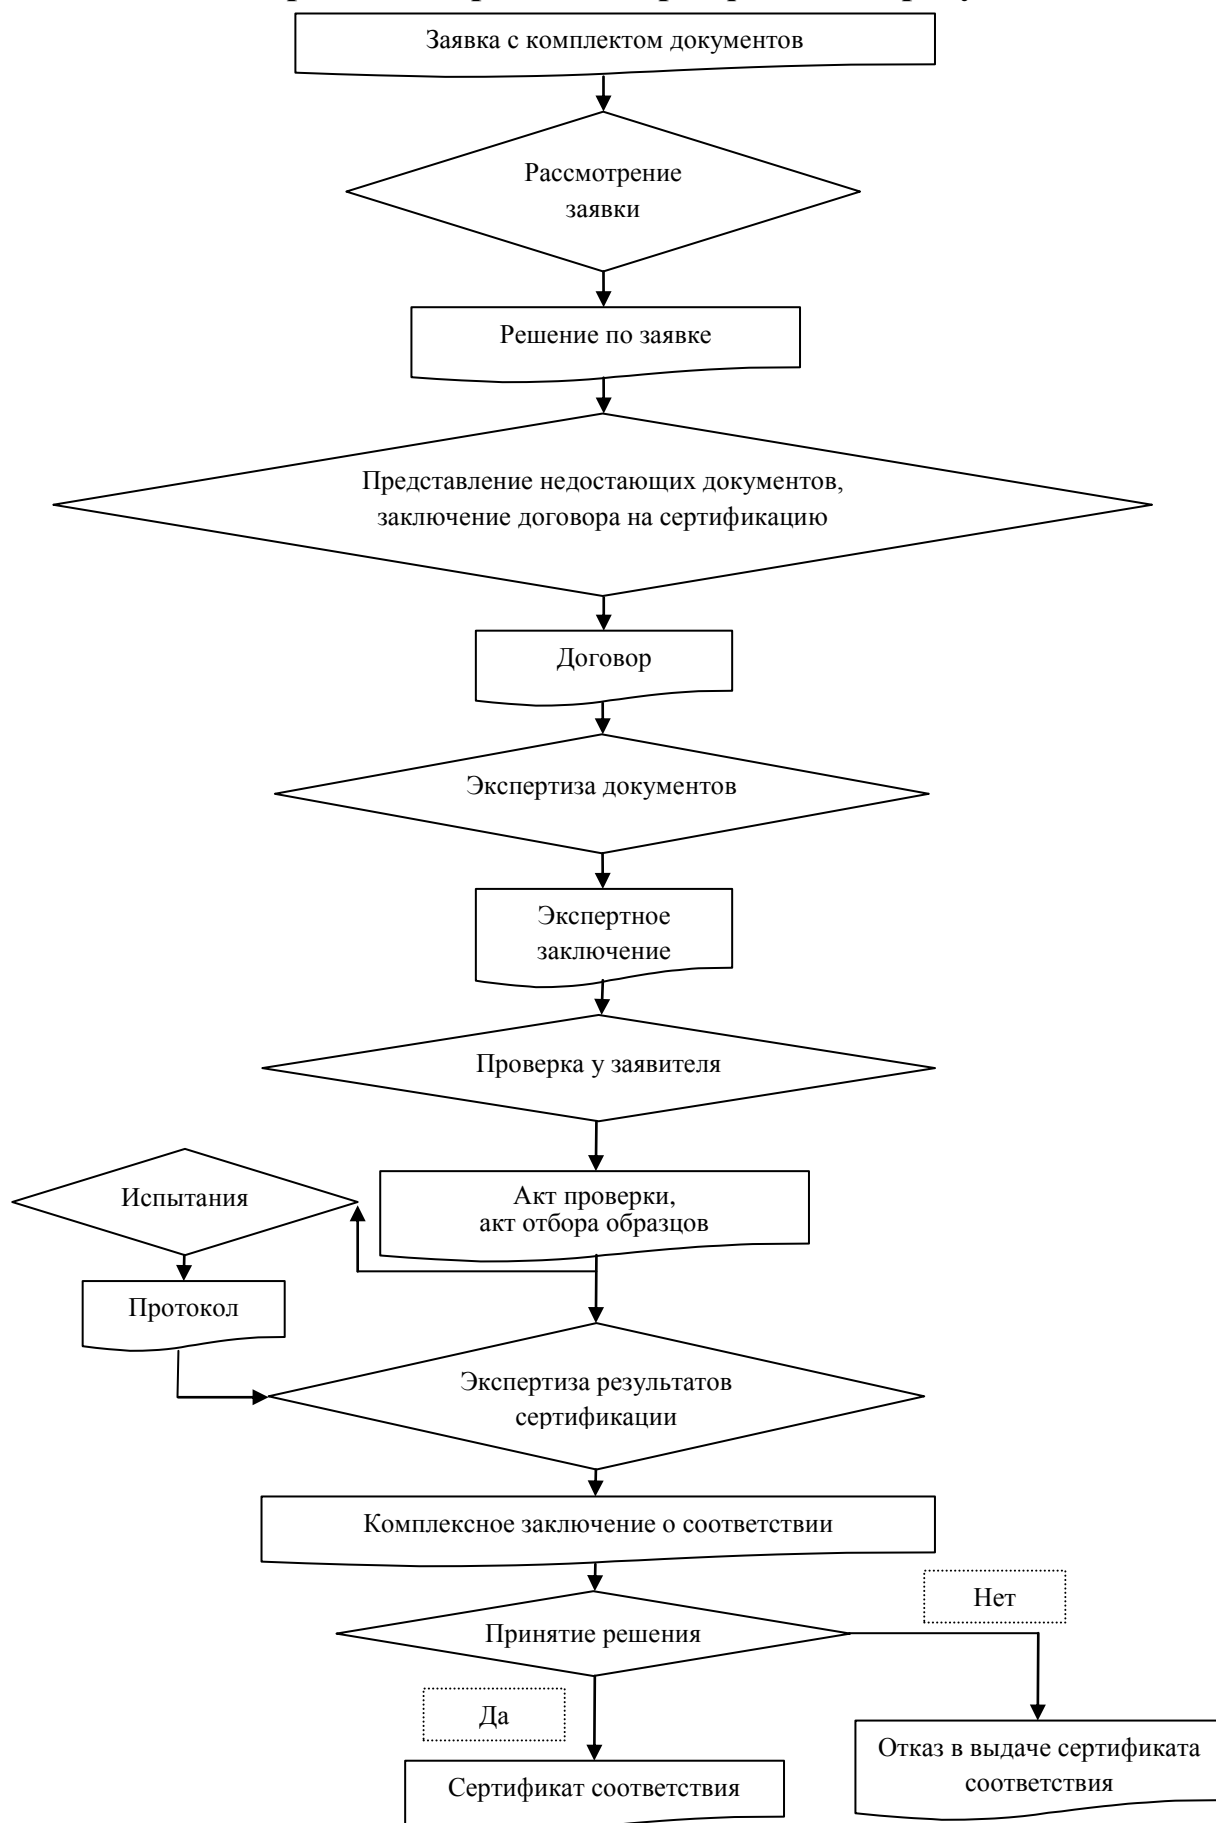 Заявка с комплектом документов
Рассмотрение
заявки
Решение по заявке
Представление недостающих документов,
заключение договора на сертификацию
Договор
Экспертиза документов
Экспертное
заключение
Проверка у заявителя
Испытания
Акт проверки,
акт отбора образцов
Протокол
Экспертиза результатов
сертификации
Комплексное заключение о соответствии
Нет
Принятие решения
Да
Отказ в выдаче сертификата
соответствия
Сертификат соответствия